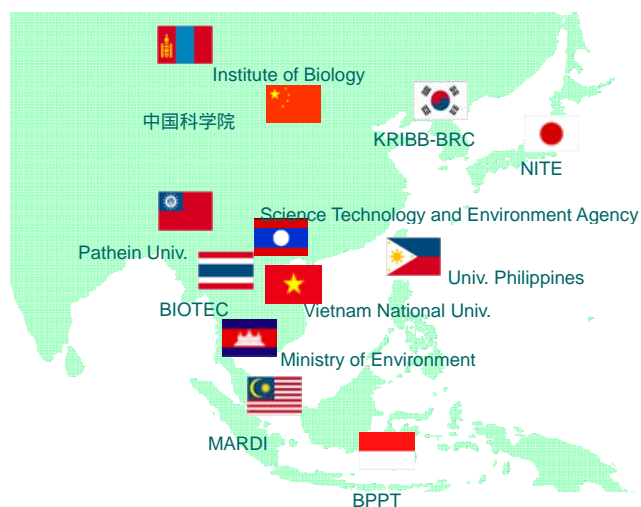 Institute of Biology
中国科学院
KRIBB-BRC
NITE
Science Technology and Environment Agency
Pathein Univ.
Univ. Philippines
BIOTEC
Vietnam National Univ.
Ministry of Environment
MARDI
BPPT